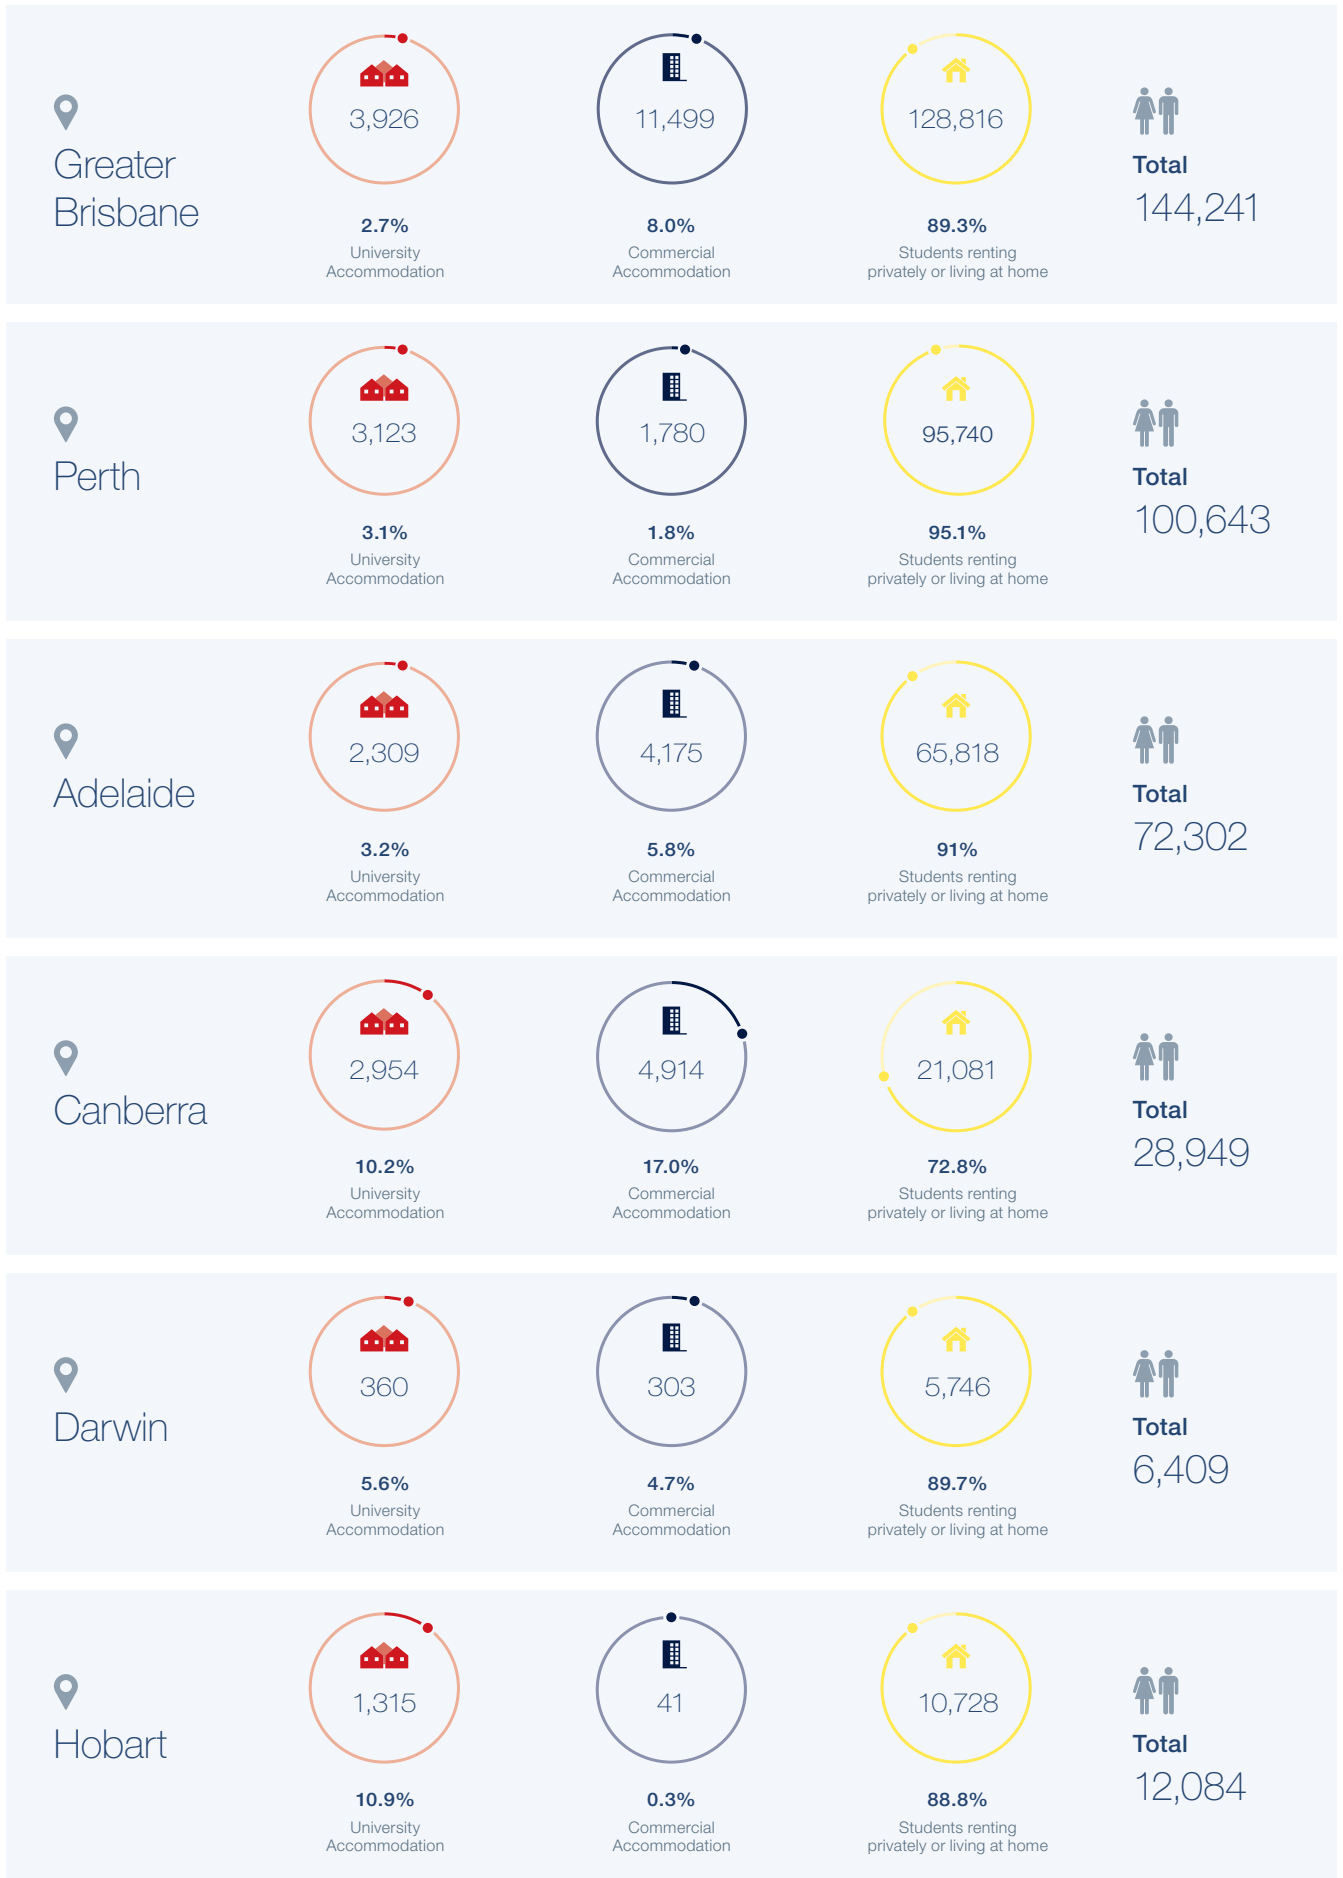 Greater
Brisbane
3,926
2.7%
University
Accommodation
11,499
8.0%
Commercial
Accommodation
128,816
89.3%
Students renting
privately or living at home
Total
144,241
Perth
3,123
3.1%
University
Accommodation
1,780
1.8%
Commercial
Accommodation
95,740
95.1%
Students renting
privately or living at home
Total
100,643
Adelaide
2,309
3.2%
University
Accommodation
4,175
5.8%
Commercial
Accommodation
65,818
91%
Students renting
privately or living at home
Total
72,302
Canberra
2,954
10.2%
University
Accommodation
4,914
17.0%
Commercial
Accommodation
21,081
72.8%
Students renting
privately or living at home
Total
28,949
Darwin
360
5.6%
University
Accommodation
303
4.7%
Commercial
Accommodation
5,746
89.7%
Students renting
privately or living at home
Total
6,409
Hobart
1,315
10.9%
University
Accommodation
41
0.3%
Commercial
Accommodation
10,728
88.8%
Students renting
privately or living at home
Total
12,084